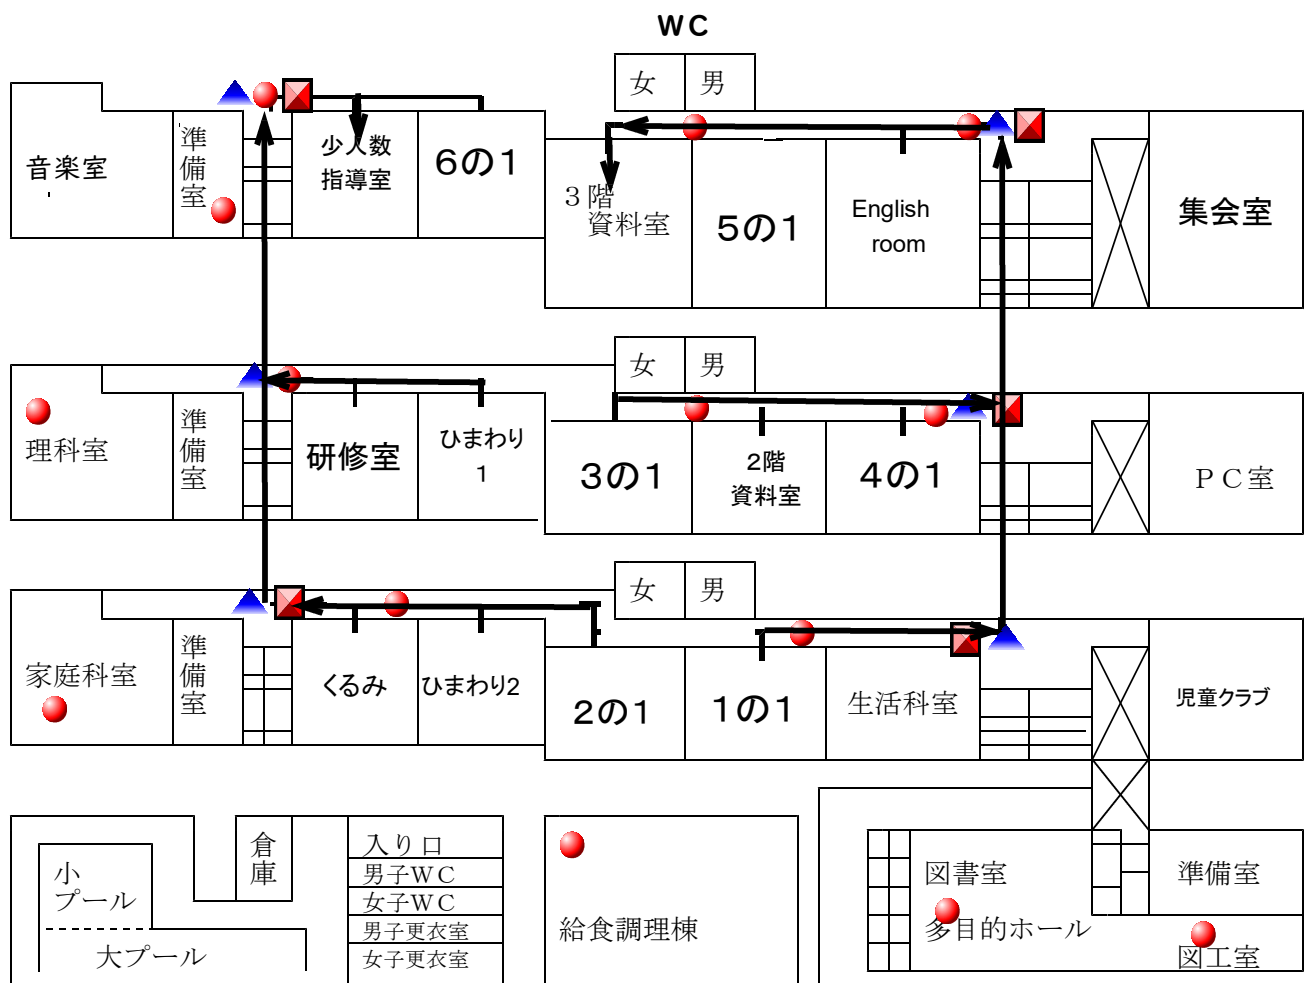 ＷＣ
女
男
音楽室
準備室
少人数
指導室
６の１
３階
資料室
５の１
English
room
集会室
女
男
理科室
準備室
研修室
ひまわり
1
３の１
２階
資料室
４の１
ＰＣ室
女
男
家庭科室
準備室
くるみ
ひまわり2
２の１
１の１
生活科室
児童クラブ
小
プール
大プール
倉庫
入り口
男子ＷＣ
女子ＷＣ
男子更衣室
女子更衣室
給食調理棟
図書室
多目的ホール
準備室
図工室